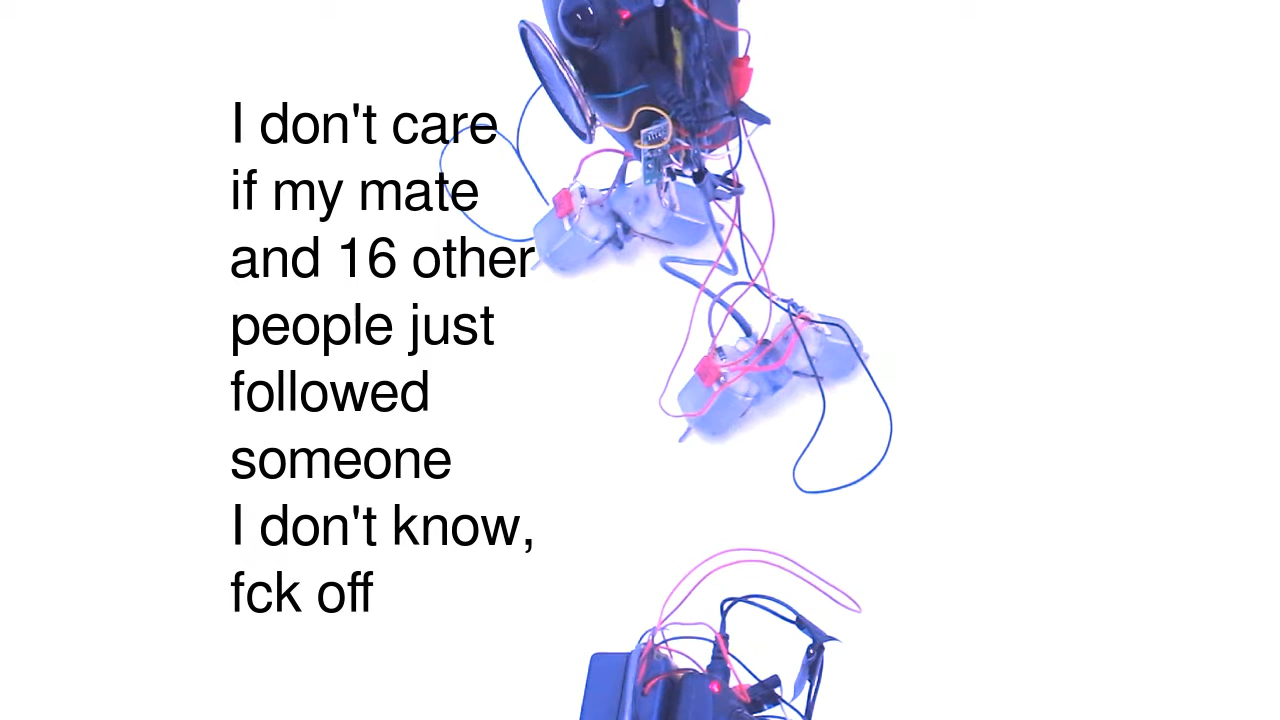 I don't care
if my mate
and 16 other
people just
followed
someone
I don't know,
fck off